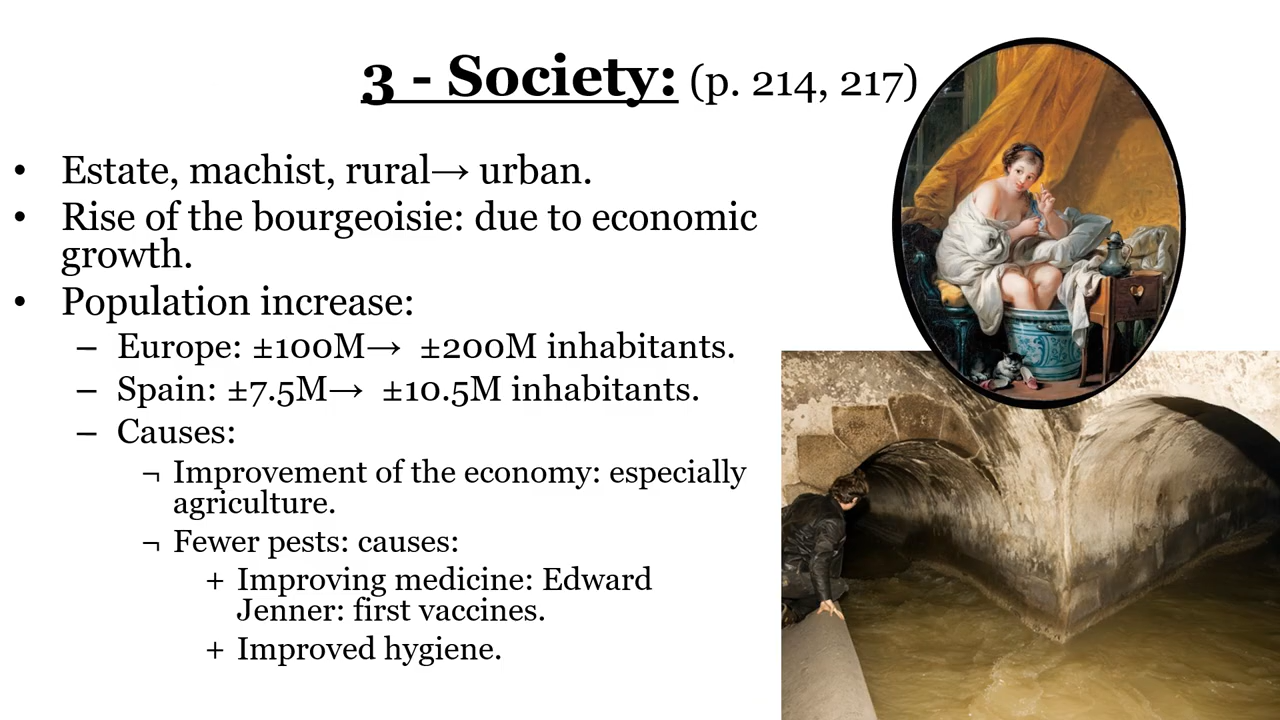 3 - Society: (p. 214, 217)
• Estate, machist, rural→ urban.
• Rise of the bourgeoisie: due to economic
growth.
• Population increase:
– Europe: ±100M→ ±200M inhabitants.
– Spain: ±7.5M→ ±10.5M inhabitants.
– Causes:
¬ Improvement of the economy: especially
agriculture.
¬ Fewer pests: causes:
+ Improving medicine: Edward
Jenner: first vaccines.
+ Improved hygiene.